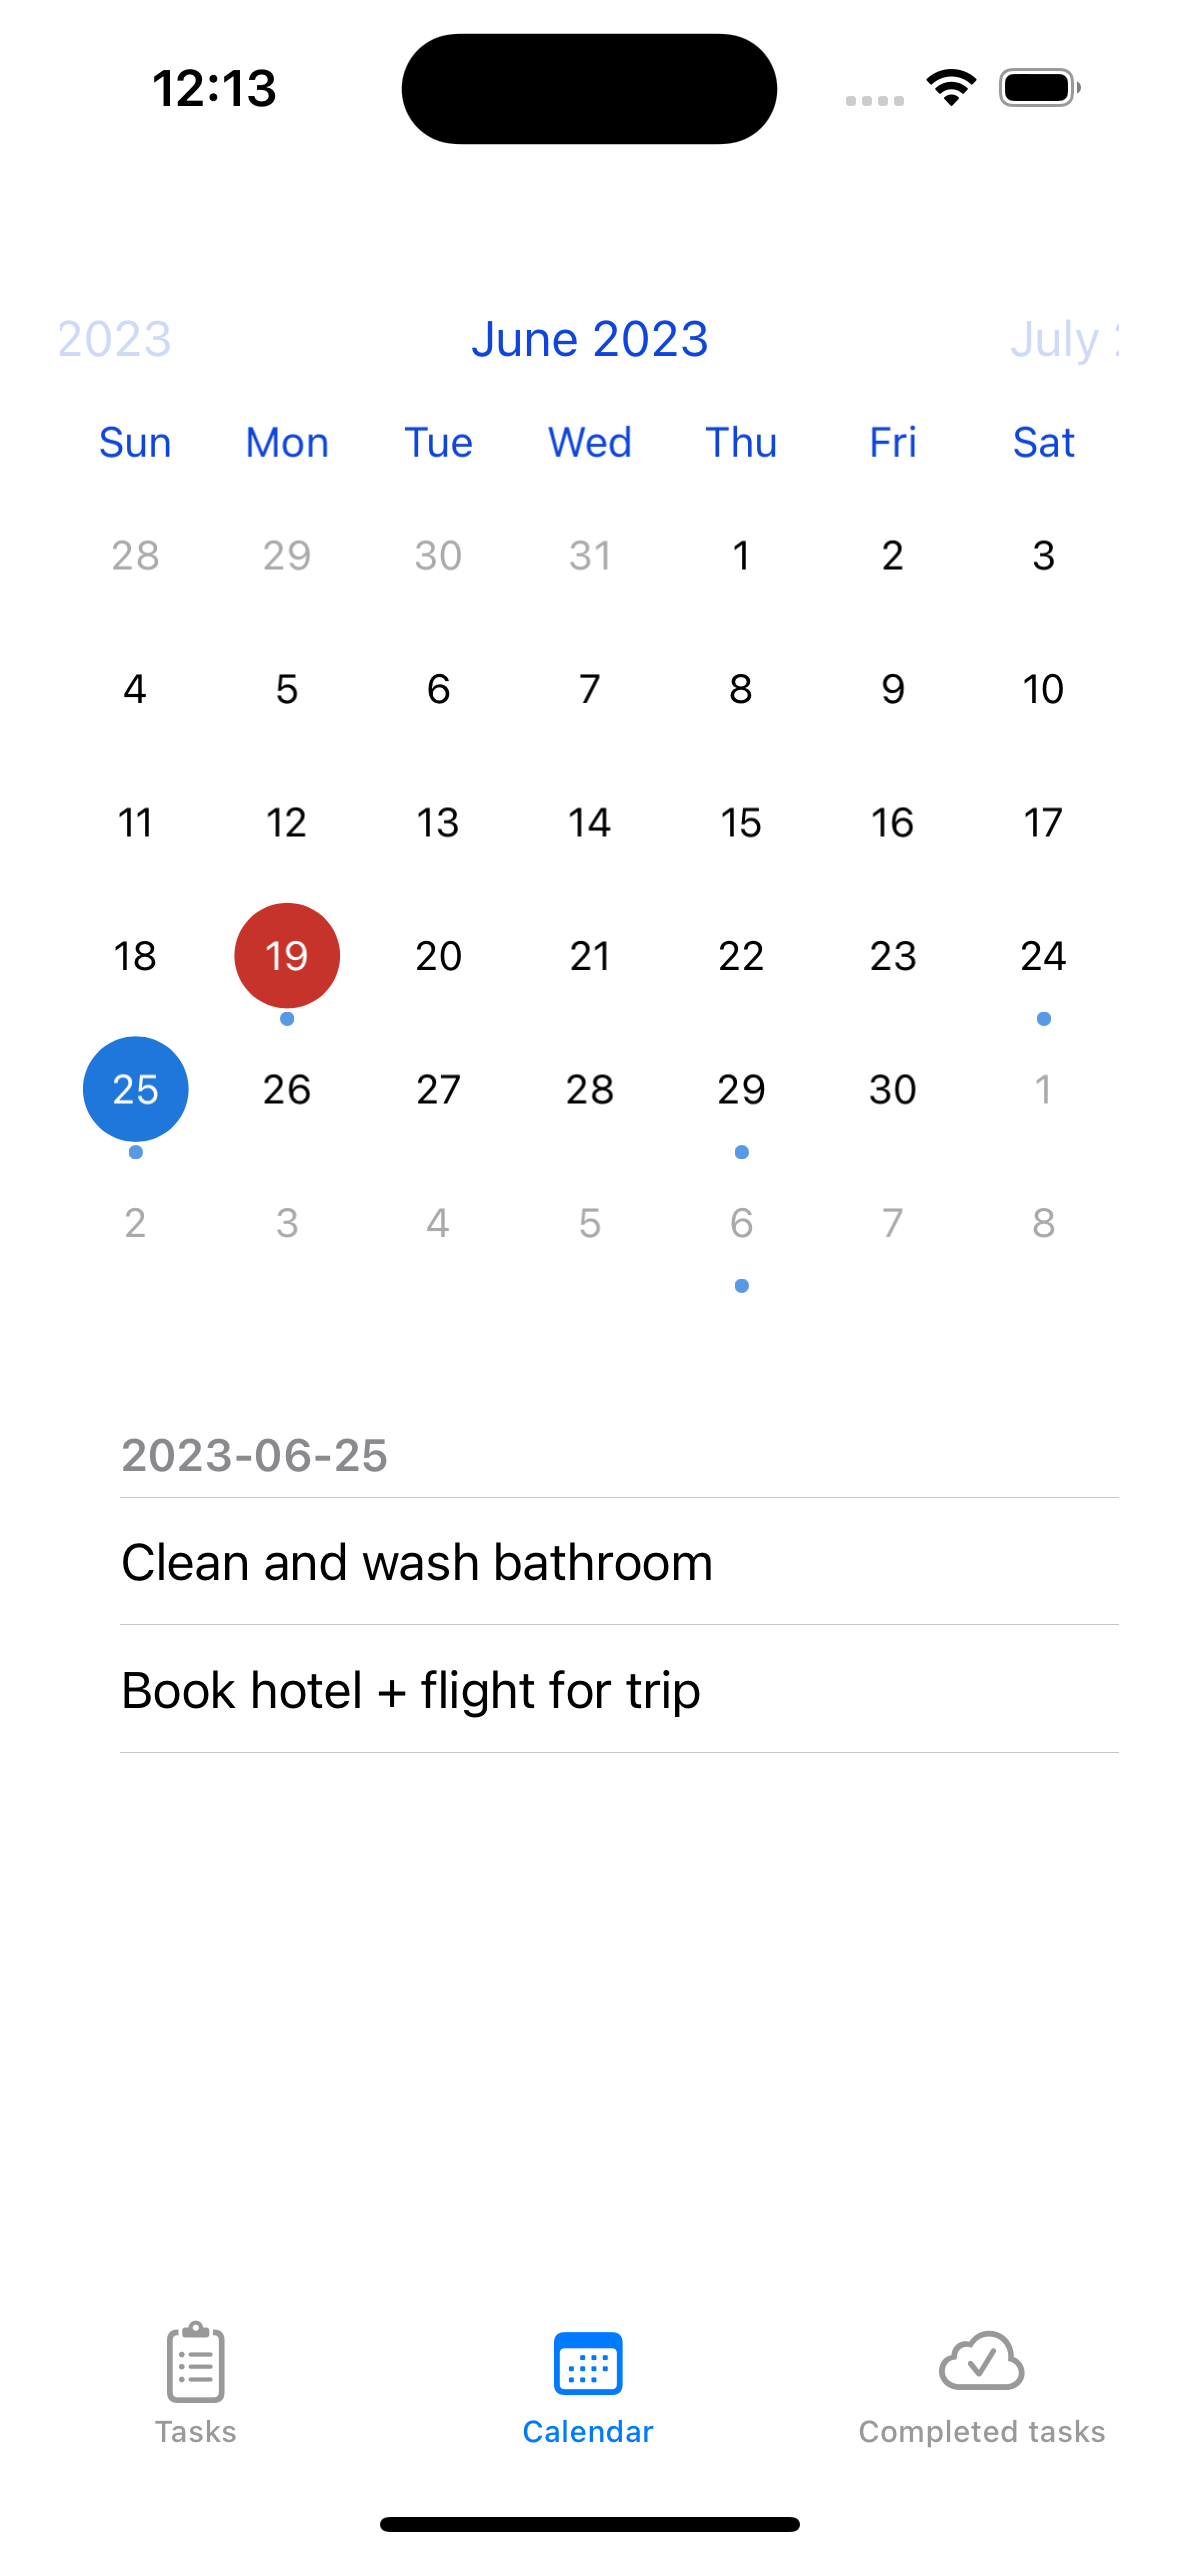 12:13
2023 June 2023 July 2
Sun Mon Tue Wed Thu Fri Sat
28 29 30 31 1 2 3
4 5 6 7 8 9 10
11 12 13 14 15 16 17
18 19 20 21 22 23 24
25 26 27 28 29 30 1
2 3 4 5 6 7 8
2023-06-25
Clean and wash bathroom
Book hotel + flight for trip
Tasks Calendar Completed tasks